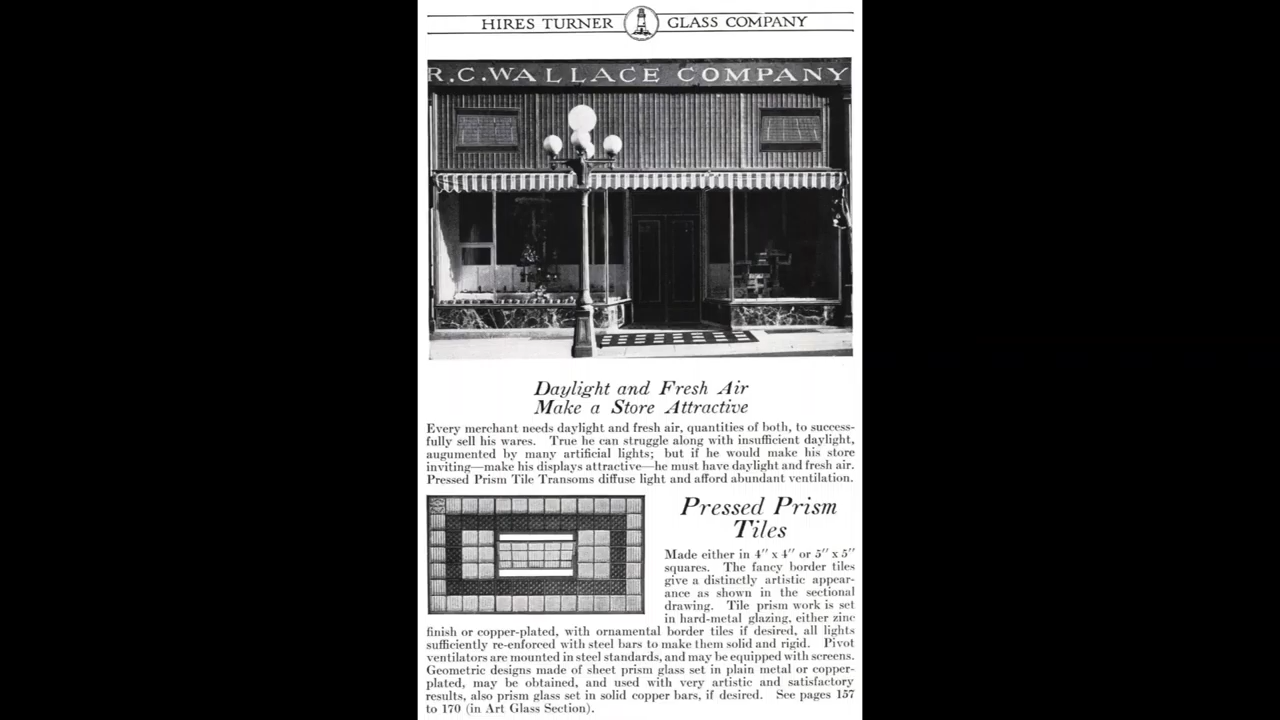 HIRES TURNER GLASS COMPANY
R.C. WALLACE COMPANY
Daylight and Fresh Air
Make a Store Attractive
Every merchant needs daylight and fresh air, quantities of both, to success-
fully sell his wares. True he can struggle along with insufficient daylight,
augumented by many artificial lights; but if he would make his store
inviting—make his displays attractive—he must have daylight and fresh air.
Pressed Prism Tile Transoms diffuse light and afford abundant ventilation.
Pressed Prism
Tiles
Made either in 4″ x 4″ or 5″ x 5″
squares. The fancy border tiles
give a distinctly artistic appear-
ance as shown in the sectional
drawing. Tile prism work is set
in hard-metal glazing, either zinc
finish or copper-plated, with ornamental border tiles if desired, all lights
sufficiently re-enforced with steel bars to make them solid and rigid. Pivot
ventilators are mounted in steel standards, and may be equipped with screens.
Geometric designs made of sheet prism glass set in plain metal or copper-
plated, may be obtained, and used with very artistic and satisfactory
results, also prism glass set in solid copper bars, if desired. See pages 157
to 170 (in Art Glass Section).